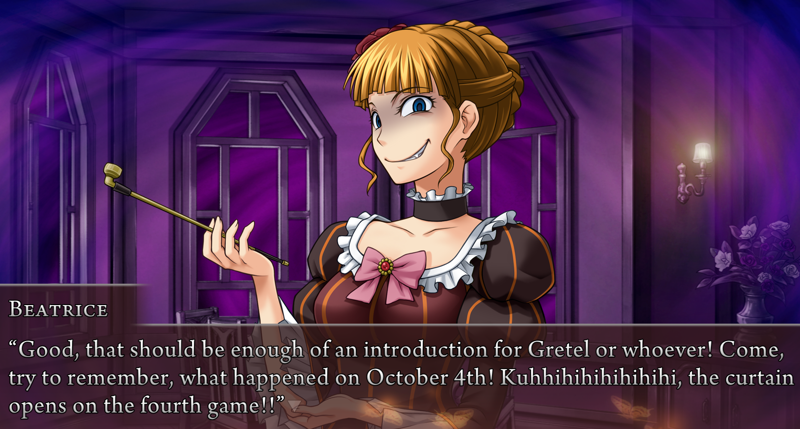 Beatrice
“Good, that should be enough of an introduction for Gretel or whoever! Come,
try to remember, what happened on October 4th! Kuhhihihihihihihi, the curtain
opens on the fourth game!!”